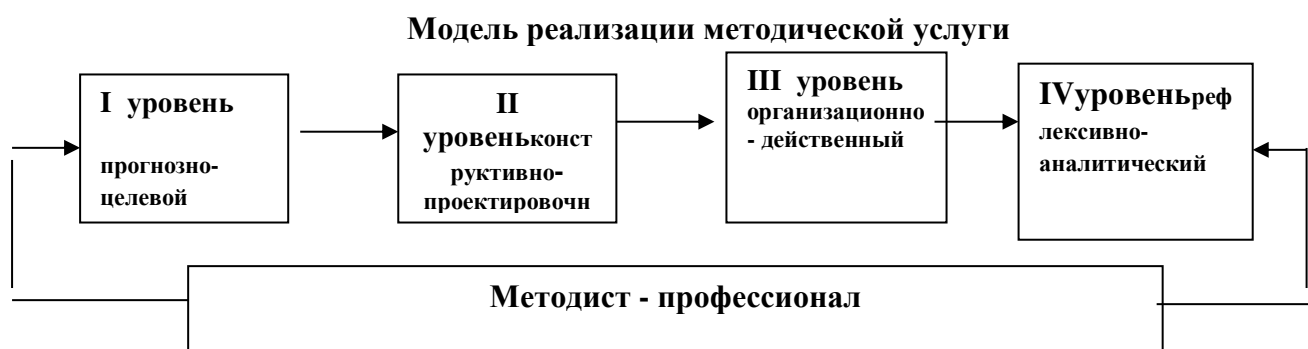 Модель реализации методической услуги
I уровень
прогнозно-
целевой
II
уровеньконст
руктивно-
проектировочн
III уровень
организационно
- действенный
IVуровеньреф
лексивно-
аналитический
Методист - профессионал